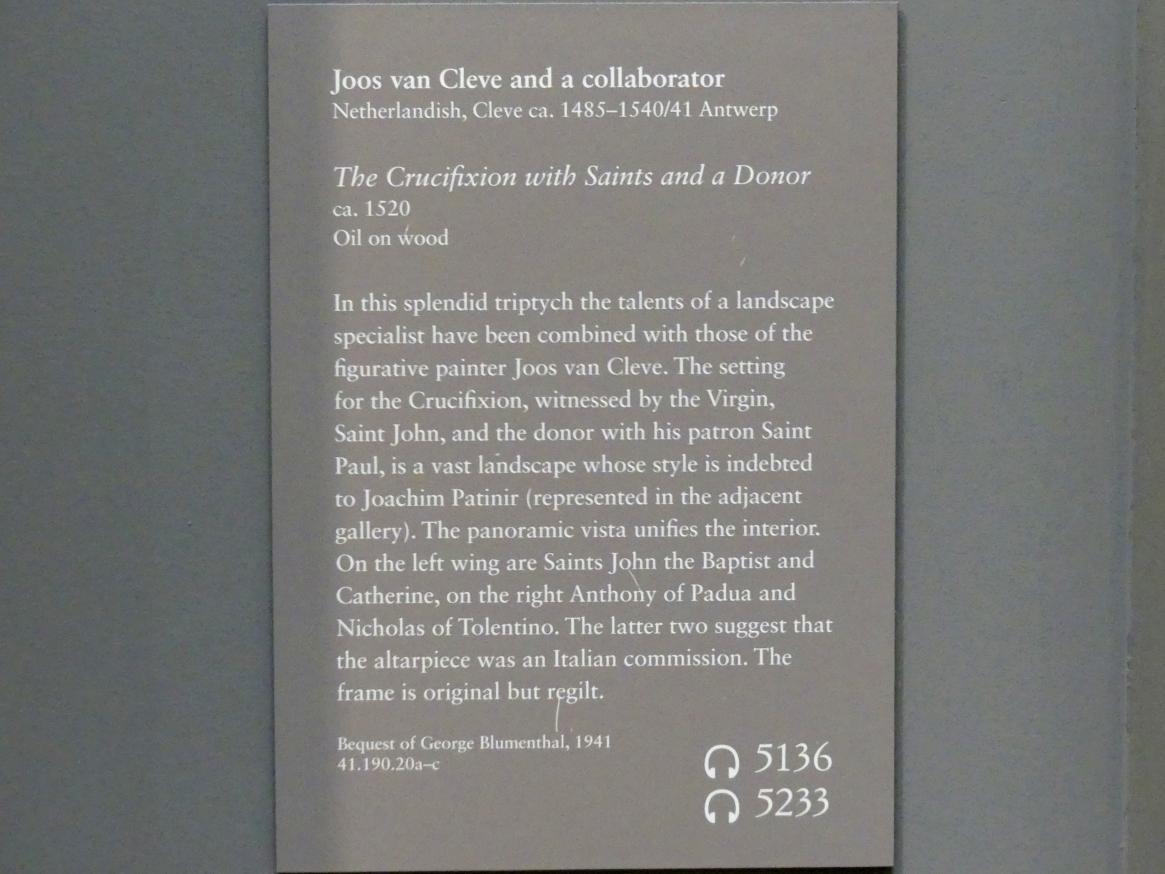 Joos van Cleve and a collaborator
Netherlandish, Cleve ca. 1485–1540/41 Antwerp
The Crucifixion with Saints and a Donor
ca. 1520
Oil on wood
In this splendid triptych the talents of a landscape
specialist have been combined with those of the
figurative painter Joos van Cleve. The setting
for the Crucifixion, witnessed by the Virgin,
Saint John, and the donor with his patron Saint
Paul, is a vast landscape whose style is indebted
to Joachim Patinir (represented in the adjacent
gallery). The panoramic vista unifies the interior.
On the left wing are Saints John the Baptist and
Catherine, on the right Anthony of Padua and
Nicholas of Tolentino. The latter two suggest that
the altarpiece was an Italian commission. The
frame is original but regilt.
Bequest of George Blumenthal, 1941
41.190.20a–c
5136
5233